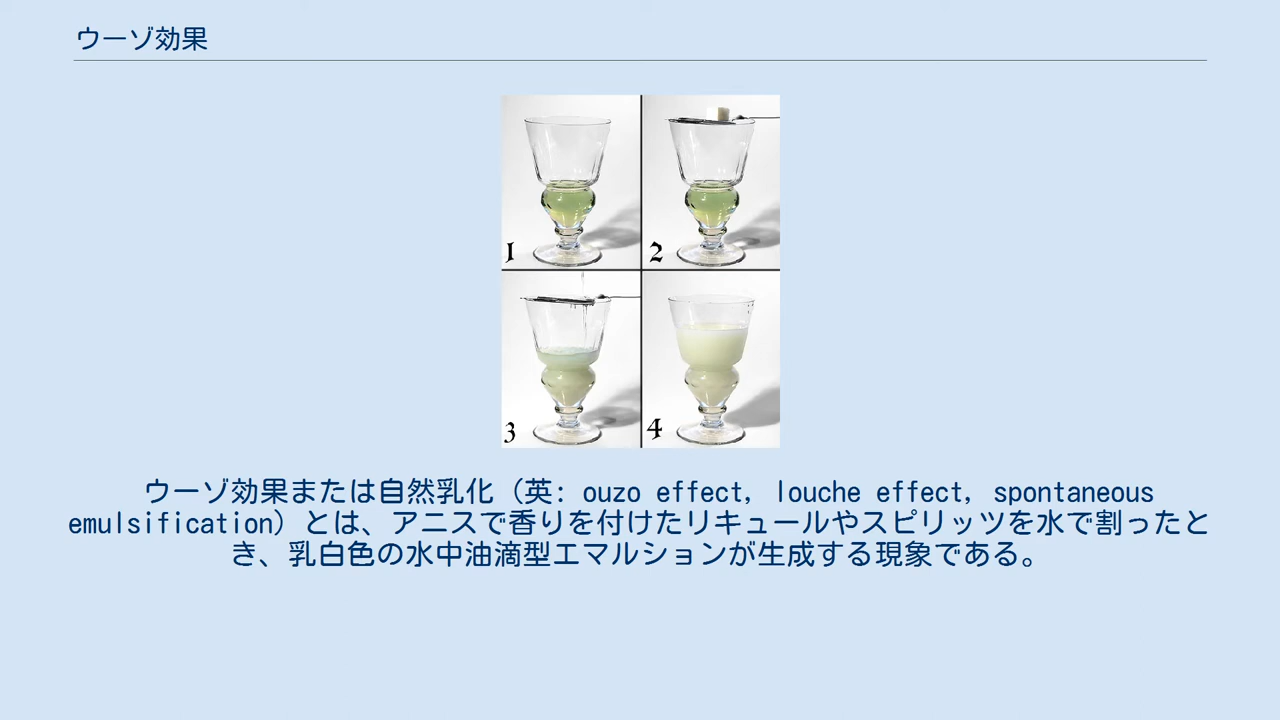 ウーゾ効果
1
2
3
4
ウーゾ効果または自然乳化（英: ouzo effect, louche effect, spontaneous
emulsification）とは、アニスで香りを付けたリキュールやスピリッツを水で割ったと
き、乳白色の水中油滴型エマルションが生成する現象である。